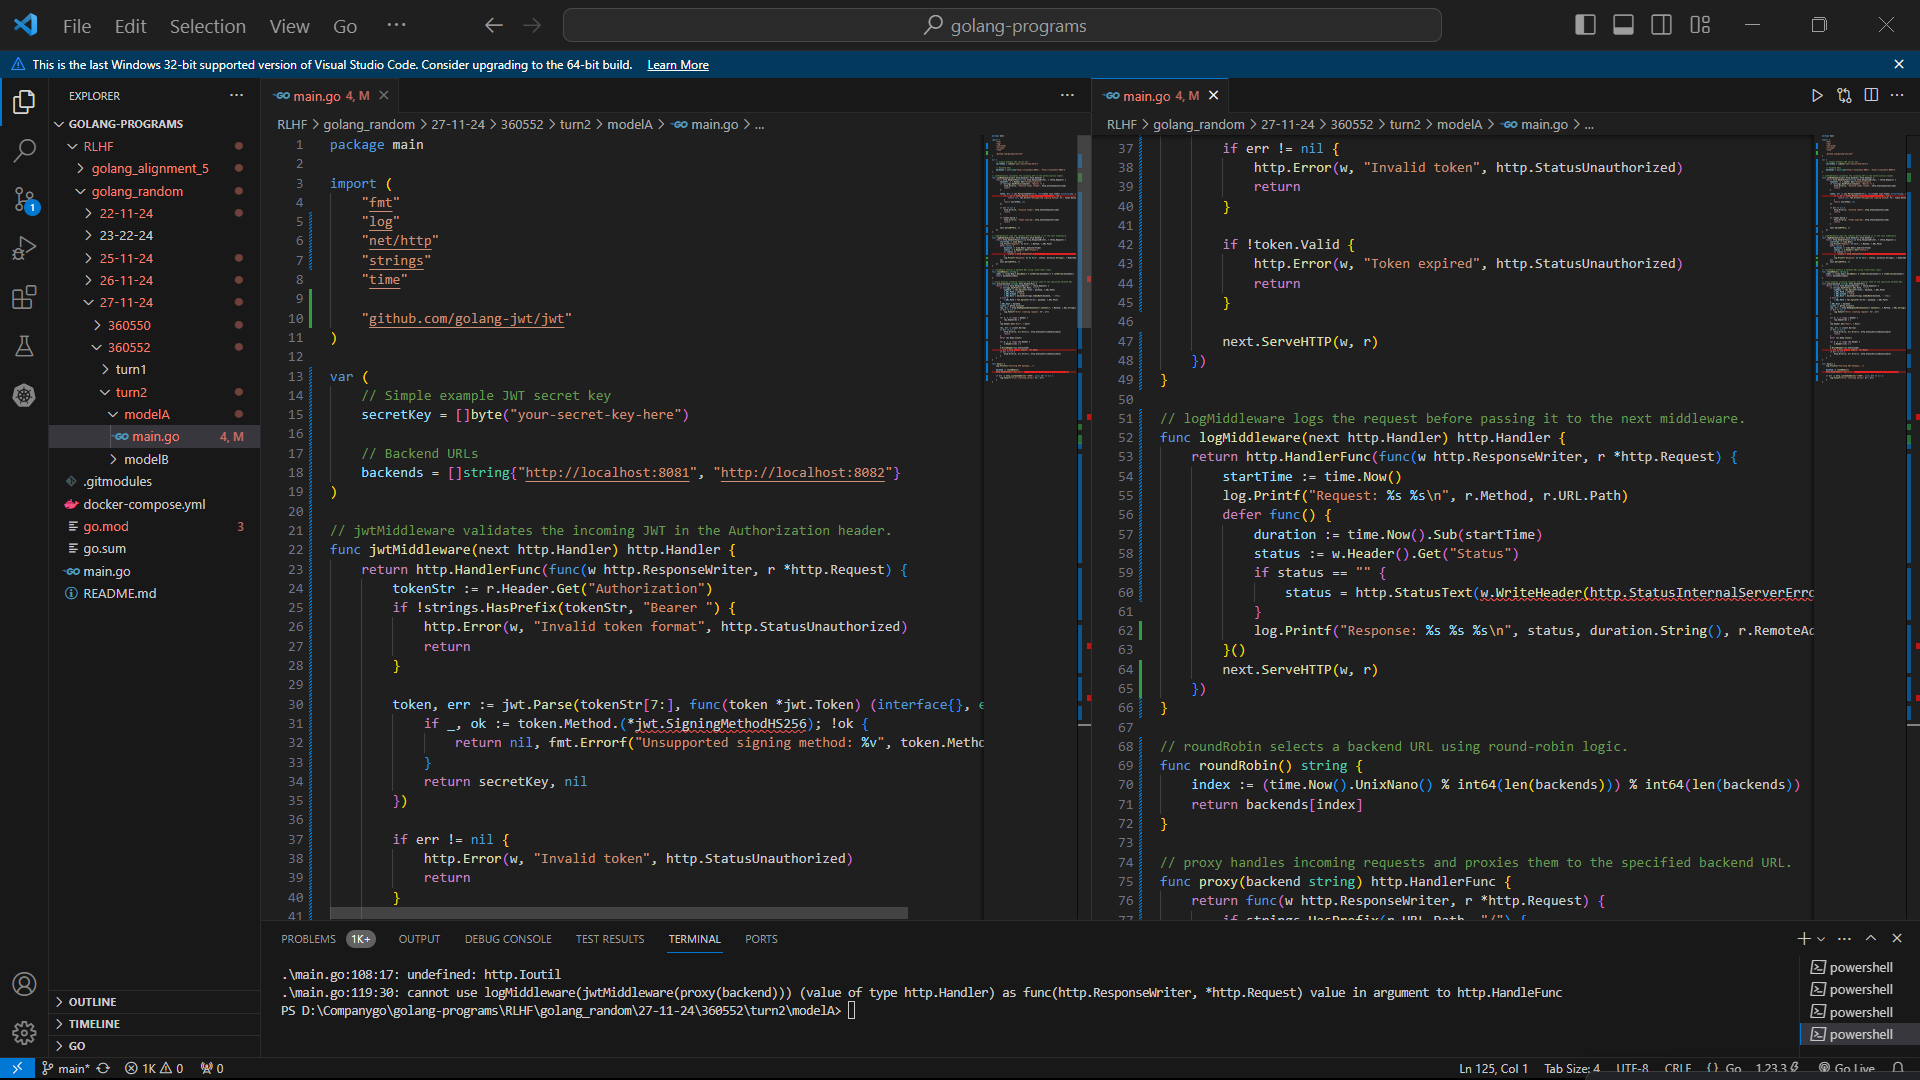 File Edit Selection View Go ··· golang-programs
This is the last Windows 32-bit supported version of Visual Studio Code. Consider upgrading to the 64-bit build. Learn More
EXPLORER ···
GOLANG-PROGRAMS
RLHF
golang_alignment_5
golang_random
22-11-24
23-22-24
25-11-24
26-11-24
27-11-24
360550
360552
turn1
turn2
modelA
main.go 4, M
modelB
.gitmodules
docker-compose.yml
go.mod 3
go.sum
main.go
README.md
OUTLINE
TIMELINE
GO
main.go 4, M
RLHF > golang_random > 27-11-24 > 360552 > turn2 > modelA > main.go > ...
1 package main
2
3 import (
4 "fmt"
5 "log"
6 "net/http"
7 "strings"
8 "time"
9
10 "github.com/golang-jwt/jwt"
11 )
12
13 var (
14 // Simple example JWT secret key
15 secretKey = []byte("your-secret-key-here")
16
17 // Backend URLs
18 backends = []string{"http://localhost:8081", "http://localhost:8082"}
19 )
20
21 // jwtMiddleware validates the incoming JWT in the Authorization header.
22 func jwtMiddleware(next http.Handler) http.Handler {
23 return http.HandlerFunc(func(w http.ResponseWriter, r *http.Request) {
24 tokenStr := r.Header.Get("Authorization")
25 if !strings.HasPrefix(tokenStr, "Bearer ") {
26 http.Error(w, "Invalid token format", http.StatusUnauthorized)
27 return
28 }
29
30 token, err := jwt.Parse(tokenStr[7:], func(token *jwt.Token) (interface{}, e
31 if _, ok := token.Method.(*jwt.SigningMethodHS256); !ok {
32 return nil, fmt.Errorf("Unsupported signing method: %v", token.Metho
33 }
34 return secretKey, nil
35 })
36
37 if err != nil {
38 http.Error(w, "Invalid token", http.StatusUnauthorized)
39 return
40 }
41
main.go 4, M
RLHF > golang_random > 27-11-24 > 360552 > turn2 > modelA > main.go > ...
37 if err != nil {
38 http.Error(w, "Invalid token", http.StatusUnauthorized)
39 return
40 }
41
42 if !token.Valid {
43 http.Error(w, "Token expired", http.StatusUnauthorized)
44 return
45 }
46
47 next.ServeHTTP(w, r)
48 })
49 }
50
51 // logMiddleware logs the request before passing it to the next middleware.
52 func logMiddleware(next http.Handler) http.Handler {
53 return http.HandlerFunc(func(w http.ResponseWriter, r *http.Request) {
54 startTime := time.Now()
55 log.Printf("Request: %s %s\n", r.Method, r.URL.Path)
56 defer func() {
57 duration := time.Now().Sub(startTime)
58 status := w.Header().Get("Status")
59 if status == "" {
60 status = http.StatusText(w.WriteHeader(http.StatusInternalServerErro
61 }
62 log.Printf("Response: %s %s %s\n", status, duration.String(), r.RemoteAd
63 }()
64 next.ServeHTTP(w, r)
65 })
66 }
67
68 // roundRobin selects a backend URL using round-robin logic.
69 func roundRobin() string {
70 index := (time.Now().UnixNano() % int64(len(backends))) % int64(len(backends))
71 return backends[index]
72 }
73
74 // proxy handles incoming requests and proxies them to the specified backend URL.
75 func proxy(backend string) http.HandlerFunc {
76 return func(w http.ResponseWriter, r *http.Request) {
77 if strings.HasPrefix(r.URL.Path, "/") {
PROBLEMS 1K+ OUTPUT DEBUG CONSOLE TEST RESULTS TERMINAL PORTS
.\main.go:108:17: undefined: http.Ioutil
.\main.go:119:30: cannot use logMiddleware(jwtMiddleware(proxy(backend))) (value of type http.Handler) as func(http.ResponseWriter, *http.Request) value in argument to http.HandleFunc
PS D:\Companygo\golang-programs\RLHF\golang_random\27-11-24\360552\turn2\modelA>
powershell
powershell
powershell
powershell
1
main* 1K 0 0 Ln 125, Col 1 Tab Size: 4 UTF-8 CRLF {} Go 1.23.3 Go Live